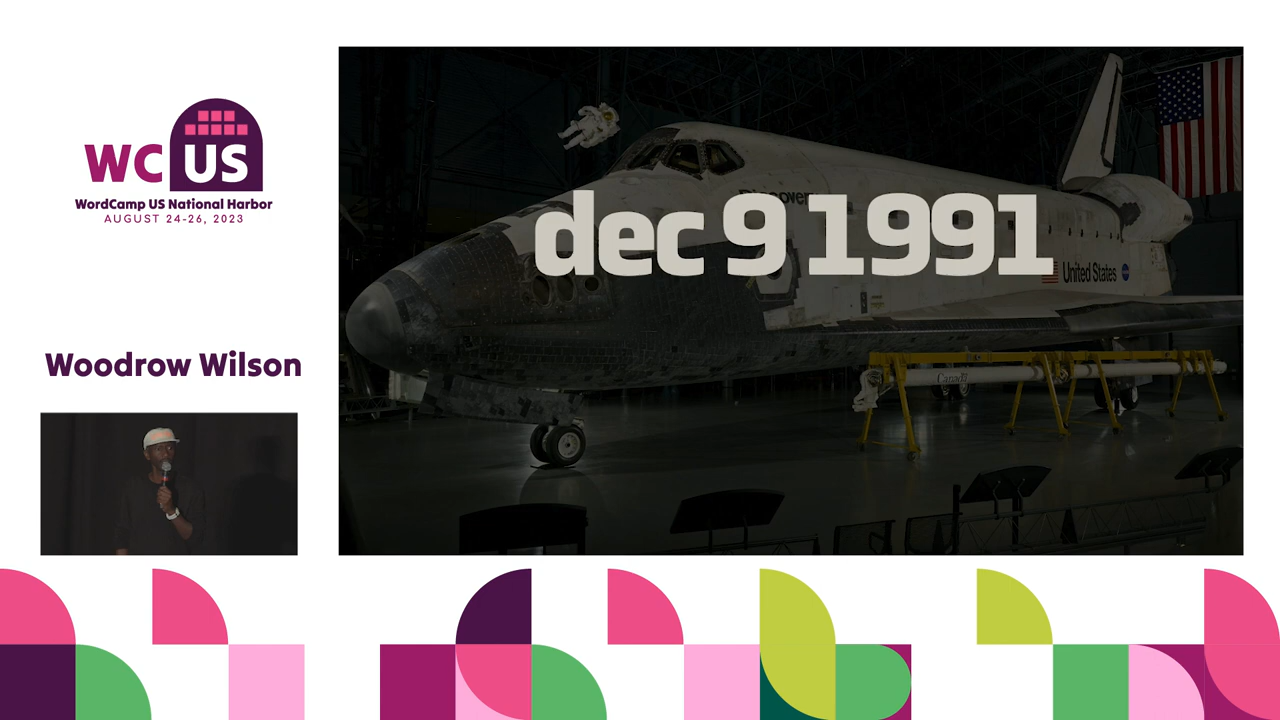 WC US
WordCamp US National Harbor
AUGUST 24-26, 2023
Woodrow Wilson
Discovery
dec 9 1991
United States
Canada